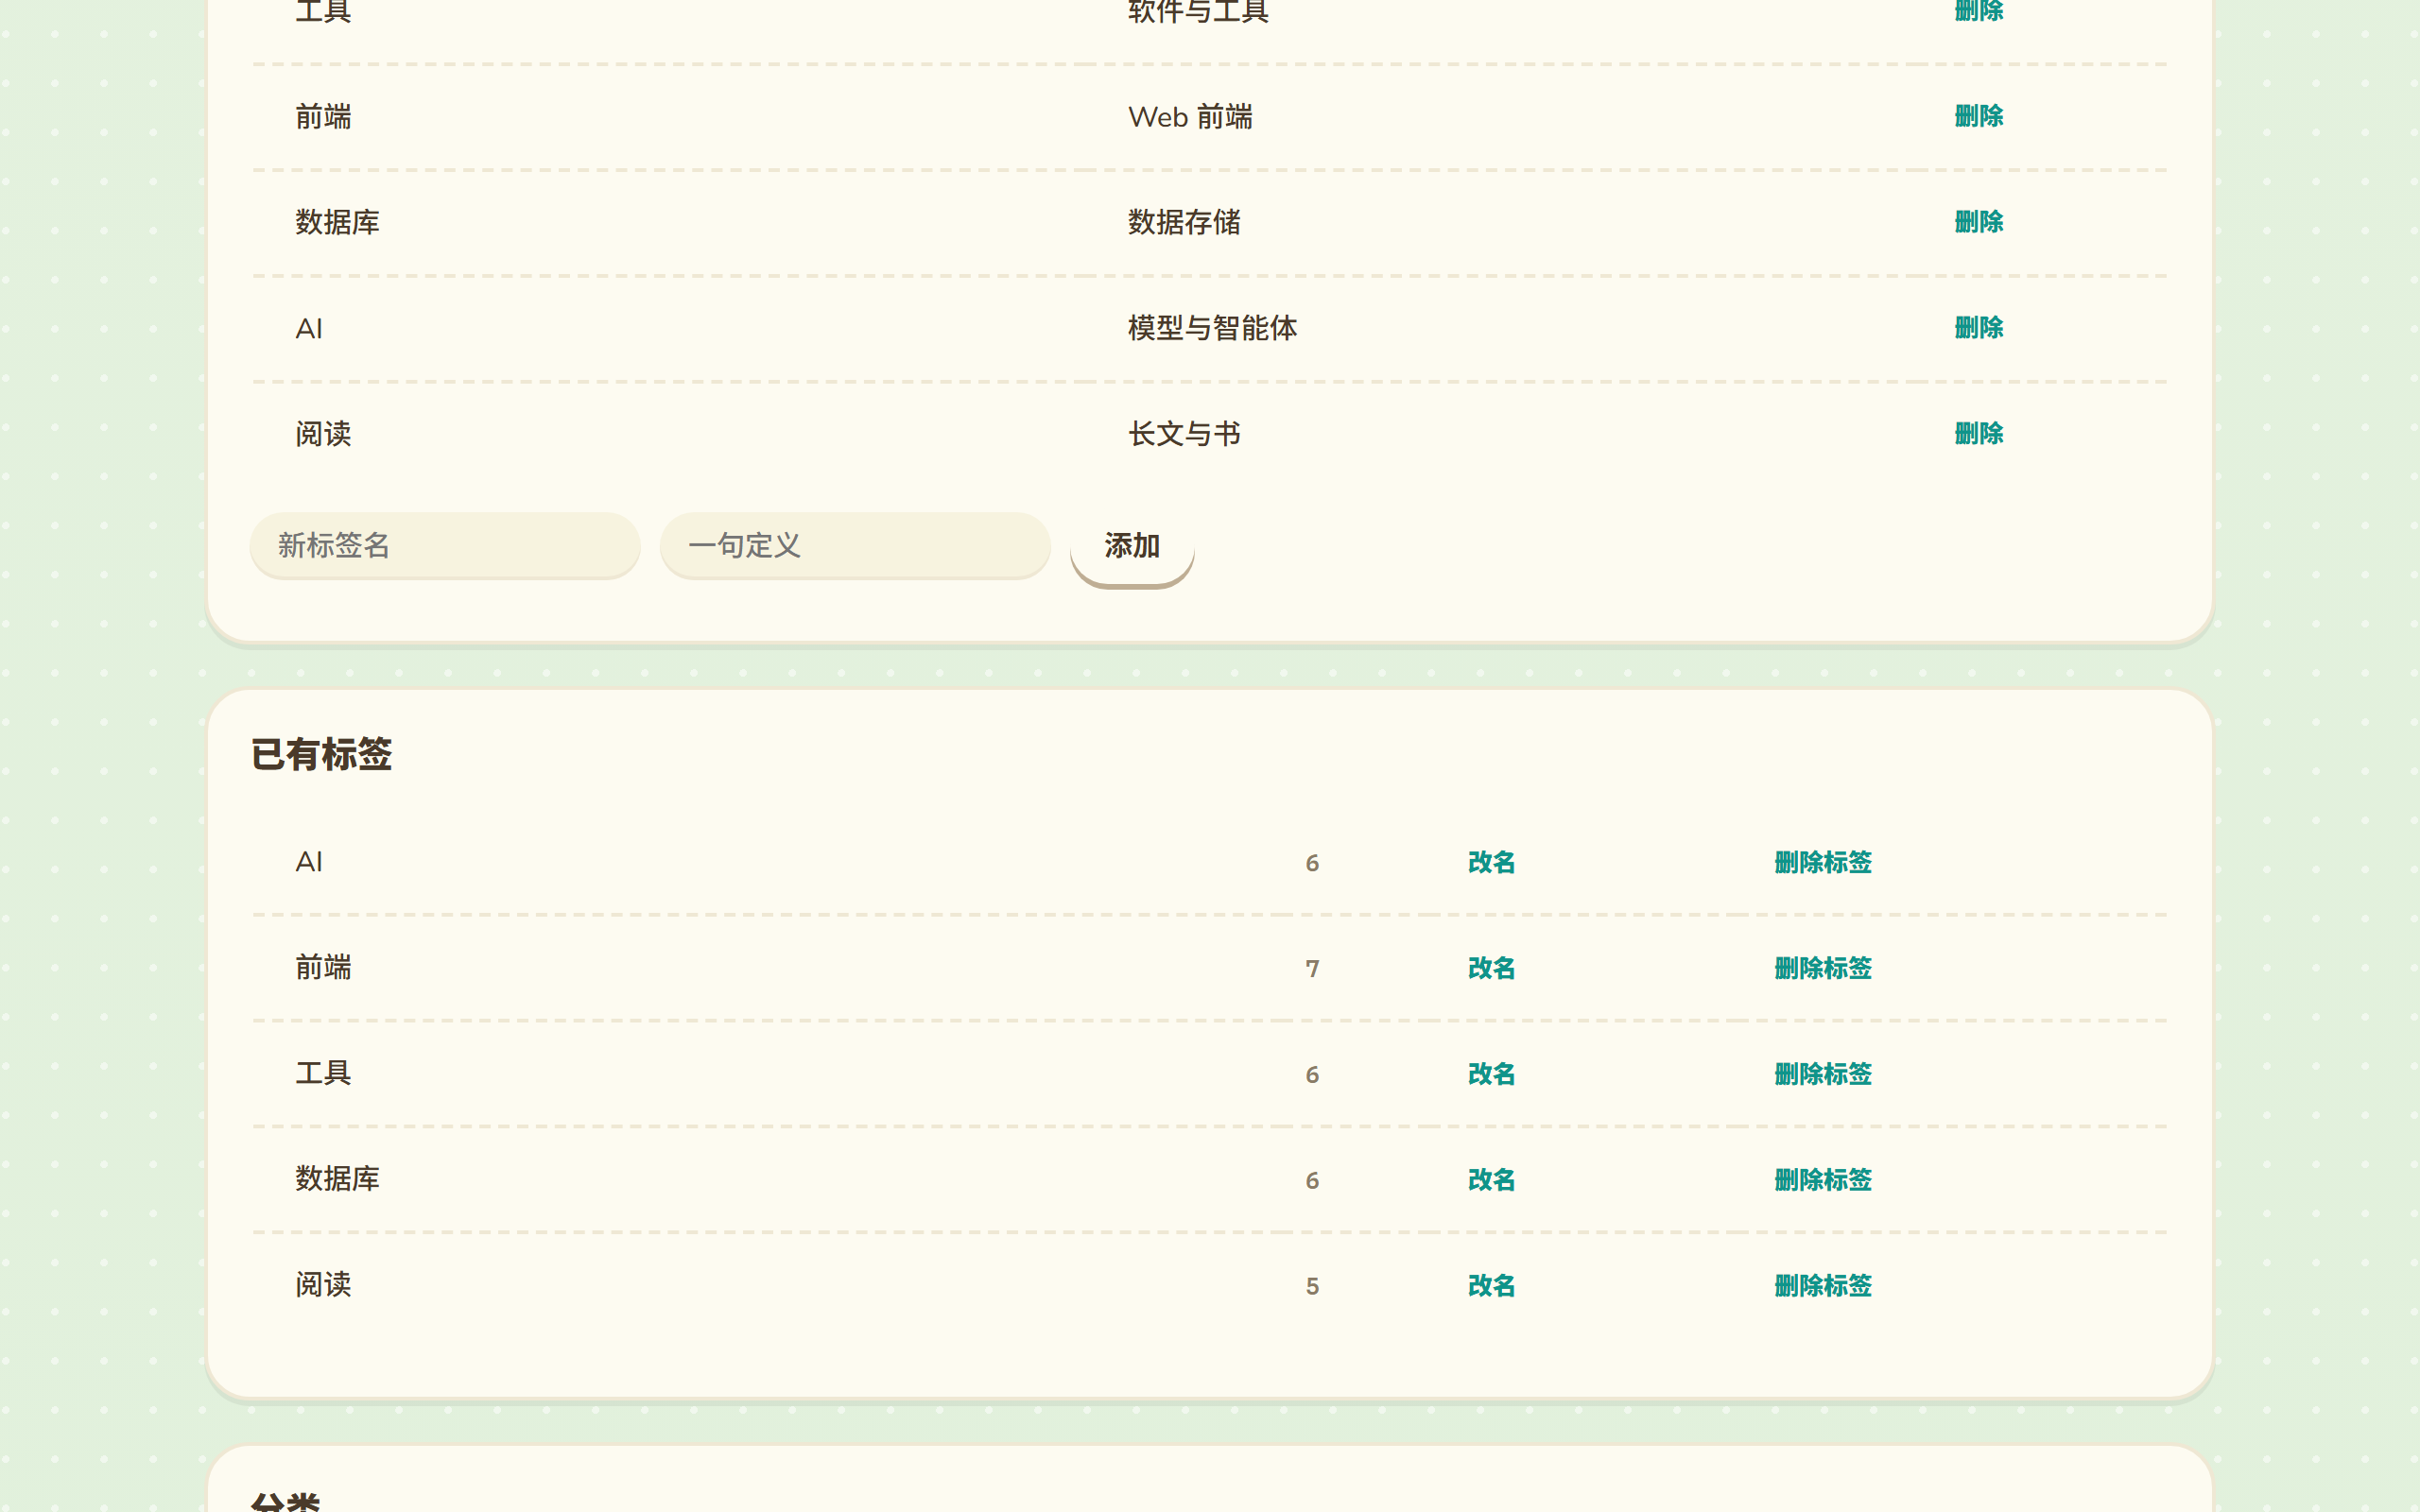 工具 软件与工具 删除
前端 Web 前端 删除
数据库 数据存储 删除
AI 模型与智能体 删除
阅读 长文与书 删除
新标签名 一句定义 添加
已有标签
AI 6 改名 删除标签
前端 7 改名 删除标签
工具 6 改名 删除标签
数据库 6 改名 删除标签
阅读 5 改名 删除标签
分类